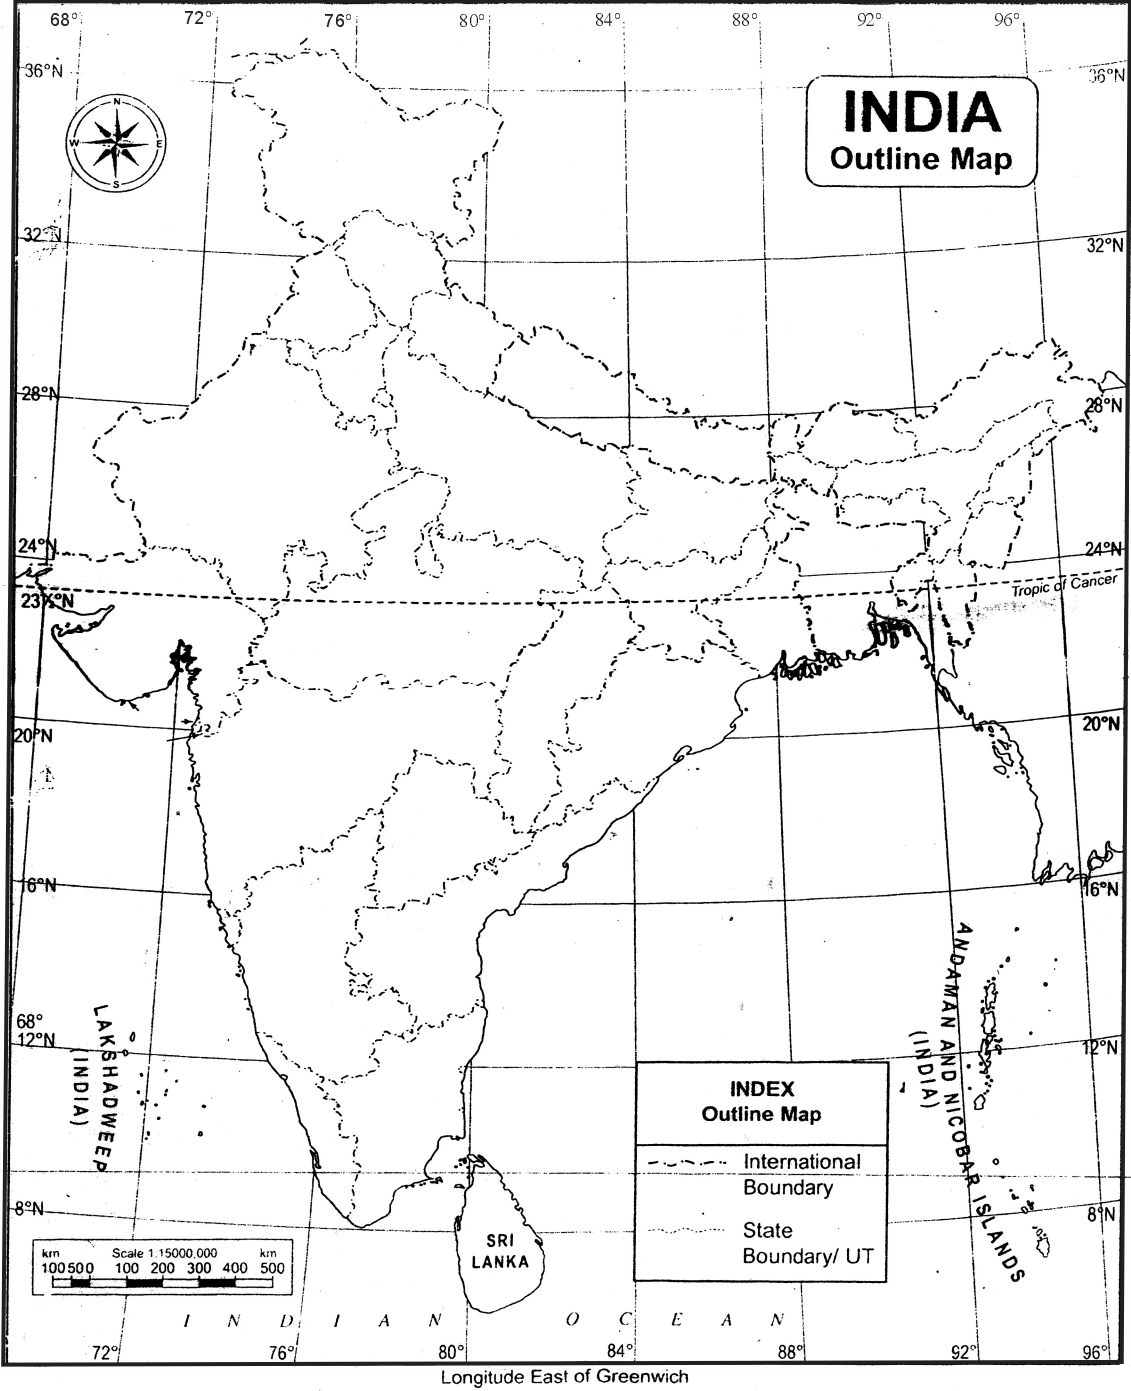 68° 72° 76° 80° 84° 88° 92° 96°
36°N 36°N
INDIA
Outline Map
N
W E
S
32°N 32°N
28°N 28°N
24°N 24°N
23½°N Tropic of Cancer
20°N 20°N
16°N 16°N
68°
12°N 12°N
LAKSHADWEEP
(INDIA)
ANDAMAN AND NICOBAR ISLANDS
(INDIA)
INDEX
Outline Map
International
Boundary
State
Boundary/ UT
8°N 8°N
SRI
LANKA
km Scale 1:15000,000 km
100 50 0 100 200 300 400 500
INDIAN OCEAN
72° 76° 80° 84° 88° 92° 96°
Longitude East of Greenwich